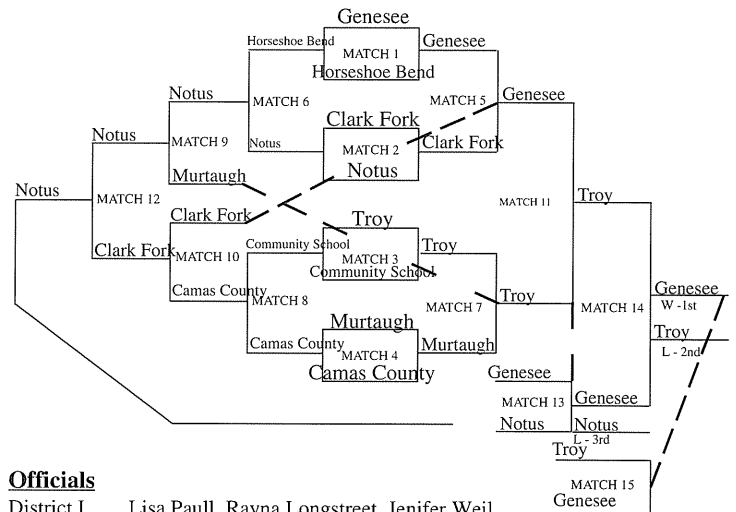 Genesee
Horseshoe Bend
MATCH 1
Genesee
Horseshoe Bend
Notus
MATCH 6
MATCH 5
Genesee
Clark Fork
Notus
MATCH 9
Notus
MATCH 2
Clark Fork
Notus
Murtaugh
Notus
MATCH 12
MATCH 11
Troy
Clark Fork
Troy
Clark Fork
MATCH 10
Community School
MATCH 3
Troy
Community School
Camas County
MATCH 8
MATCH 7
Troy
MATCH 14
Genesee
W -1st
Murtaugh
Camas County
MATCH 4
Murtaugh
Troy
L - 2nd
Camas County
Genesee
MATCH 13
Genesee
Notus
Notus
L - 3rd
Troy
MATCH 15
Genesee
Officials
District I
Lisa Paull, Rayna Longstreet, Jenifer Weil